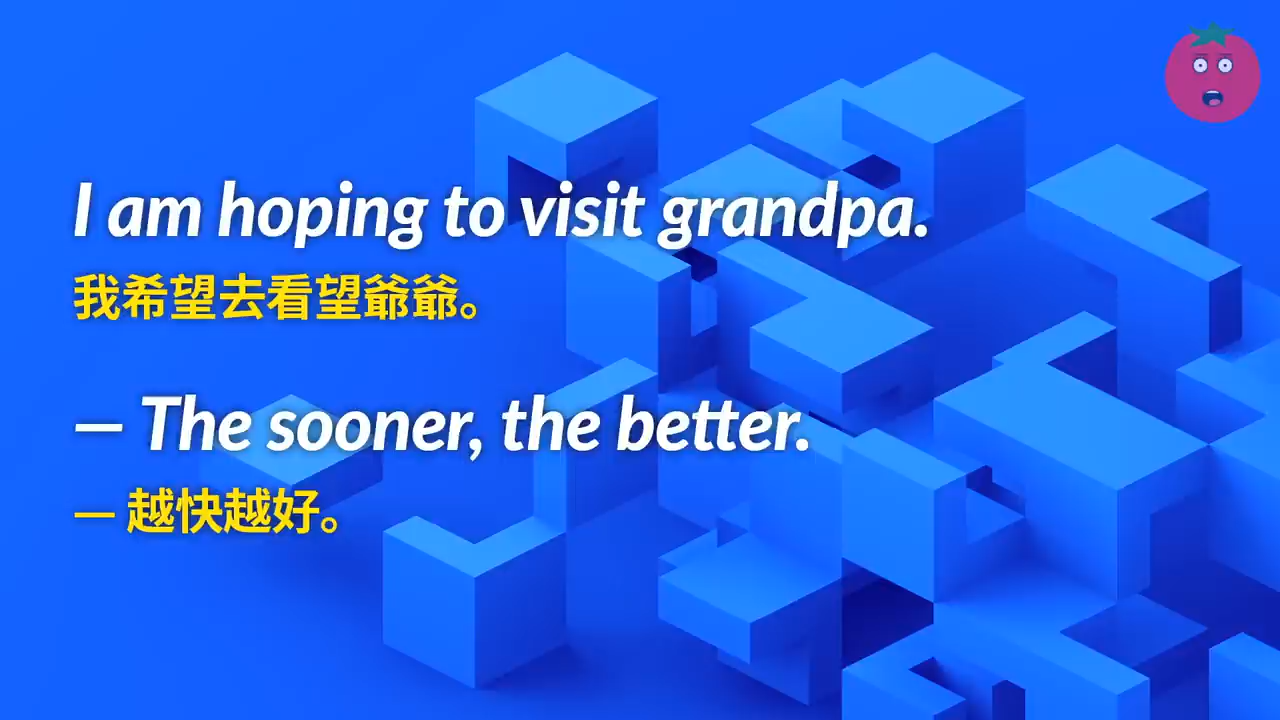 I am hoping to visit grandpa.
我希望去看望爺爺。
— The sooner, the better.
— 越快越好。